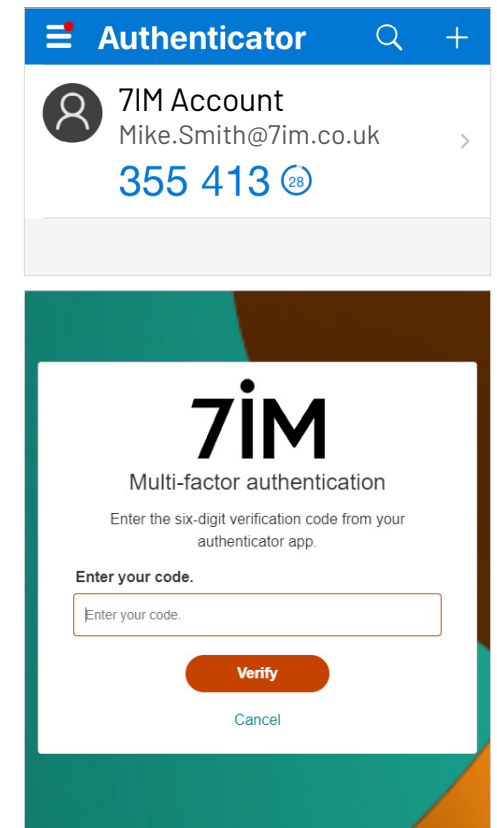 Authenticator
7IM Account
Mike.Smith@7im.co.uk
355 413 28
7iM
Multi-factor authentication
Enter the six-digit verification code from your
authenticator app.
Enter your code.
Enter your code.
Verify
Cancel